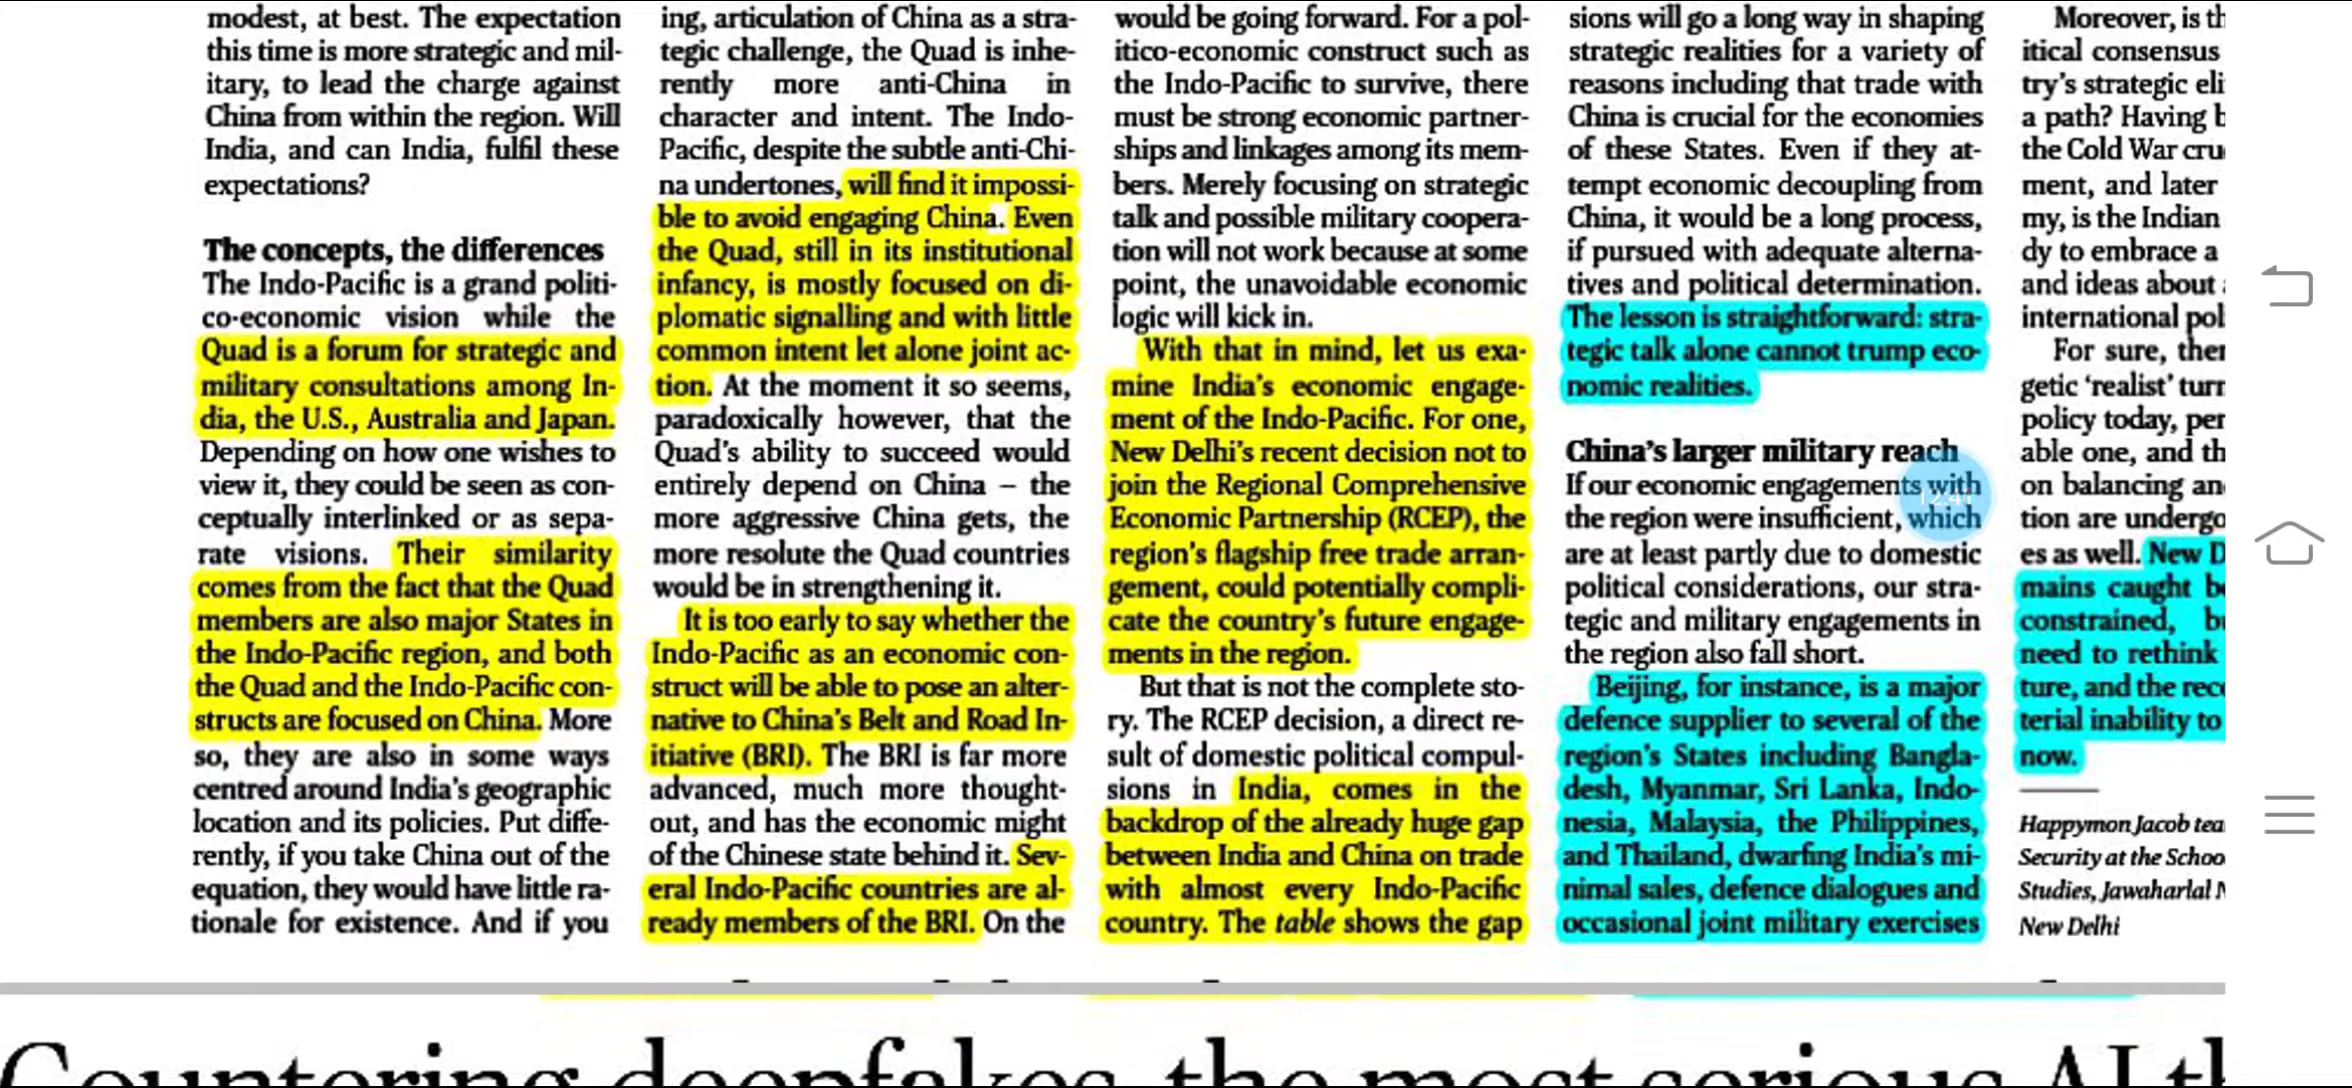 modest, at best. The expectation
this time is more strategic and mil-
itary, to lead the charge against
China from within the region. Will
India, and can India, fulfil these
expectations?
The concepts, the differences
The Indo-Pacific is a grand politi-
co-economic vision while the
Quad is a forum for strategic and
military consultations among In-
dia, the U.S., Australia and Japan.
Depending on how one wishes to
view it, they could be seen as con-
ceptually interlinked or as sepa-
rate visions. Their similarity
comes from the fact that the Quad
members are also major States in
the Indo-Pacific region, and both
the Quad and the Indo-Pacific con-
structs are focused on China. More
so, they are also in some ways
centred around India's geographic
location and its policies. Put diffe-
rently, if you take China out of the
equation, they would have little ra-
tionale for existence. And if you
ing, articulation of China as a stra-
tegic challenge, the Quad is inhe-
rently more anti-China in
character and intent. The Indo-
Pacific, despite the subtle anti-Chi-
na undertones, will find it impossi-
ble to avoid engaging China. Even
the Quad, still in its institutional
infancy, is mostly focused on di-
plomatic signalling and with little
common intent let alone joint ac-
tion. At the moment it so seems,
paradoxically however, that the
Quad's ability to succeed would
entirely depend on China – the
more aggressive China gets, the
more resolute the Quad countries
would be in strengthening it.
It is too early to say whether the
Indo-Pacific as an economic con-
struct will be able to pose an alter-
native to China's Belt and Road In-
itiative (BRI). The BRI is far more
advanced, much more thought-
out, and has the economic might
of the Chinese state behind it. Sev-
eral Indo-Pacific countries are al-
ready members of the BRI. On the
would be going forward. For a pol-
itico-economic construct such as
the Indo-Pacific to survive, there
must be strong economic partner-
ships and linkages among its mem-
bers. Merely focusing on strategic
talk and possible military coopera-
tion will not work because at some
point, the unavoidable economic
logic will kick in.
With that in mind, let us exa-
mine India's economic engage-
ment of the Indo-Pacific. For one,
New Delhi's recent decision not to
join the Regional Comprehensive
Economic Partnership (RCEP), the
region's flagship free trade arran-
gement, could potentially compli-
cate the country's future engage-
ments in the region.
But that is not the complete sto-
ry. The RCEP decision, a direct re-
sult of domestic political compul-
sions in India, comes in the
backdrop of the already huge gap
between India and China on trade
with almost every Indo-Pacific
country. The table shows the gap
sions will go a long way in shaping
strategic realities for a variety of
reasons including that trade with
China is crucial for the economies
of these States. Even if they at-
tempt economic decoupling from
China, it would be a long process,
if pursued with adequate alterna-
tives and political determination.
The lesson is straightforward: stra-
tegic talk alone cannot trump eco-
nomic realities.
China's larger military reach
If our economic engagements with
the region were insufficient, which
are at least partly due to domestic
political considerations, our stra-
tegic and military engagements in
the region also fall short.
Beijing, for instance, is a major
defence supplier to several of the
region's States including Bangla-
desh, Myanmar, Sri Lanka, Indo-
nesia, Malaysia, the Philippines,
and Thailand, dwarfing India's mi-
nimal sales, defence dialogues and
occasional joint military exercises
Moreover, is th
itical consensus
try's strategic eli
a path? Having b
the Cold War cru
ment, and later
my, is the Indian
dy to embrace a
and ideas about
international pol
For sure, ther
getic 'realist' turn
policy today, per
able one, and th
on balancing an
tion are undergo
es as well. New D
mains caught be
constrained, bu
need to rethink
ture, and the rec
terial inability to
now.
Happymon Jacob tea
Security at the Schoo
Studies, Jawaharlal N
New Delhi
Countering deepfakes, the most serious AI t